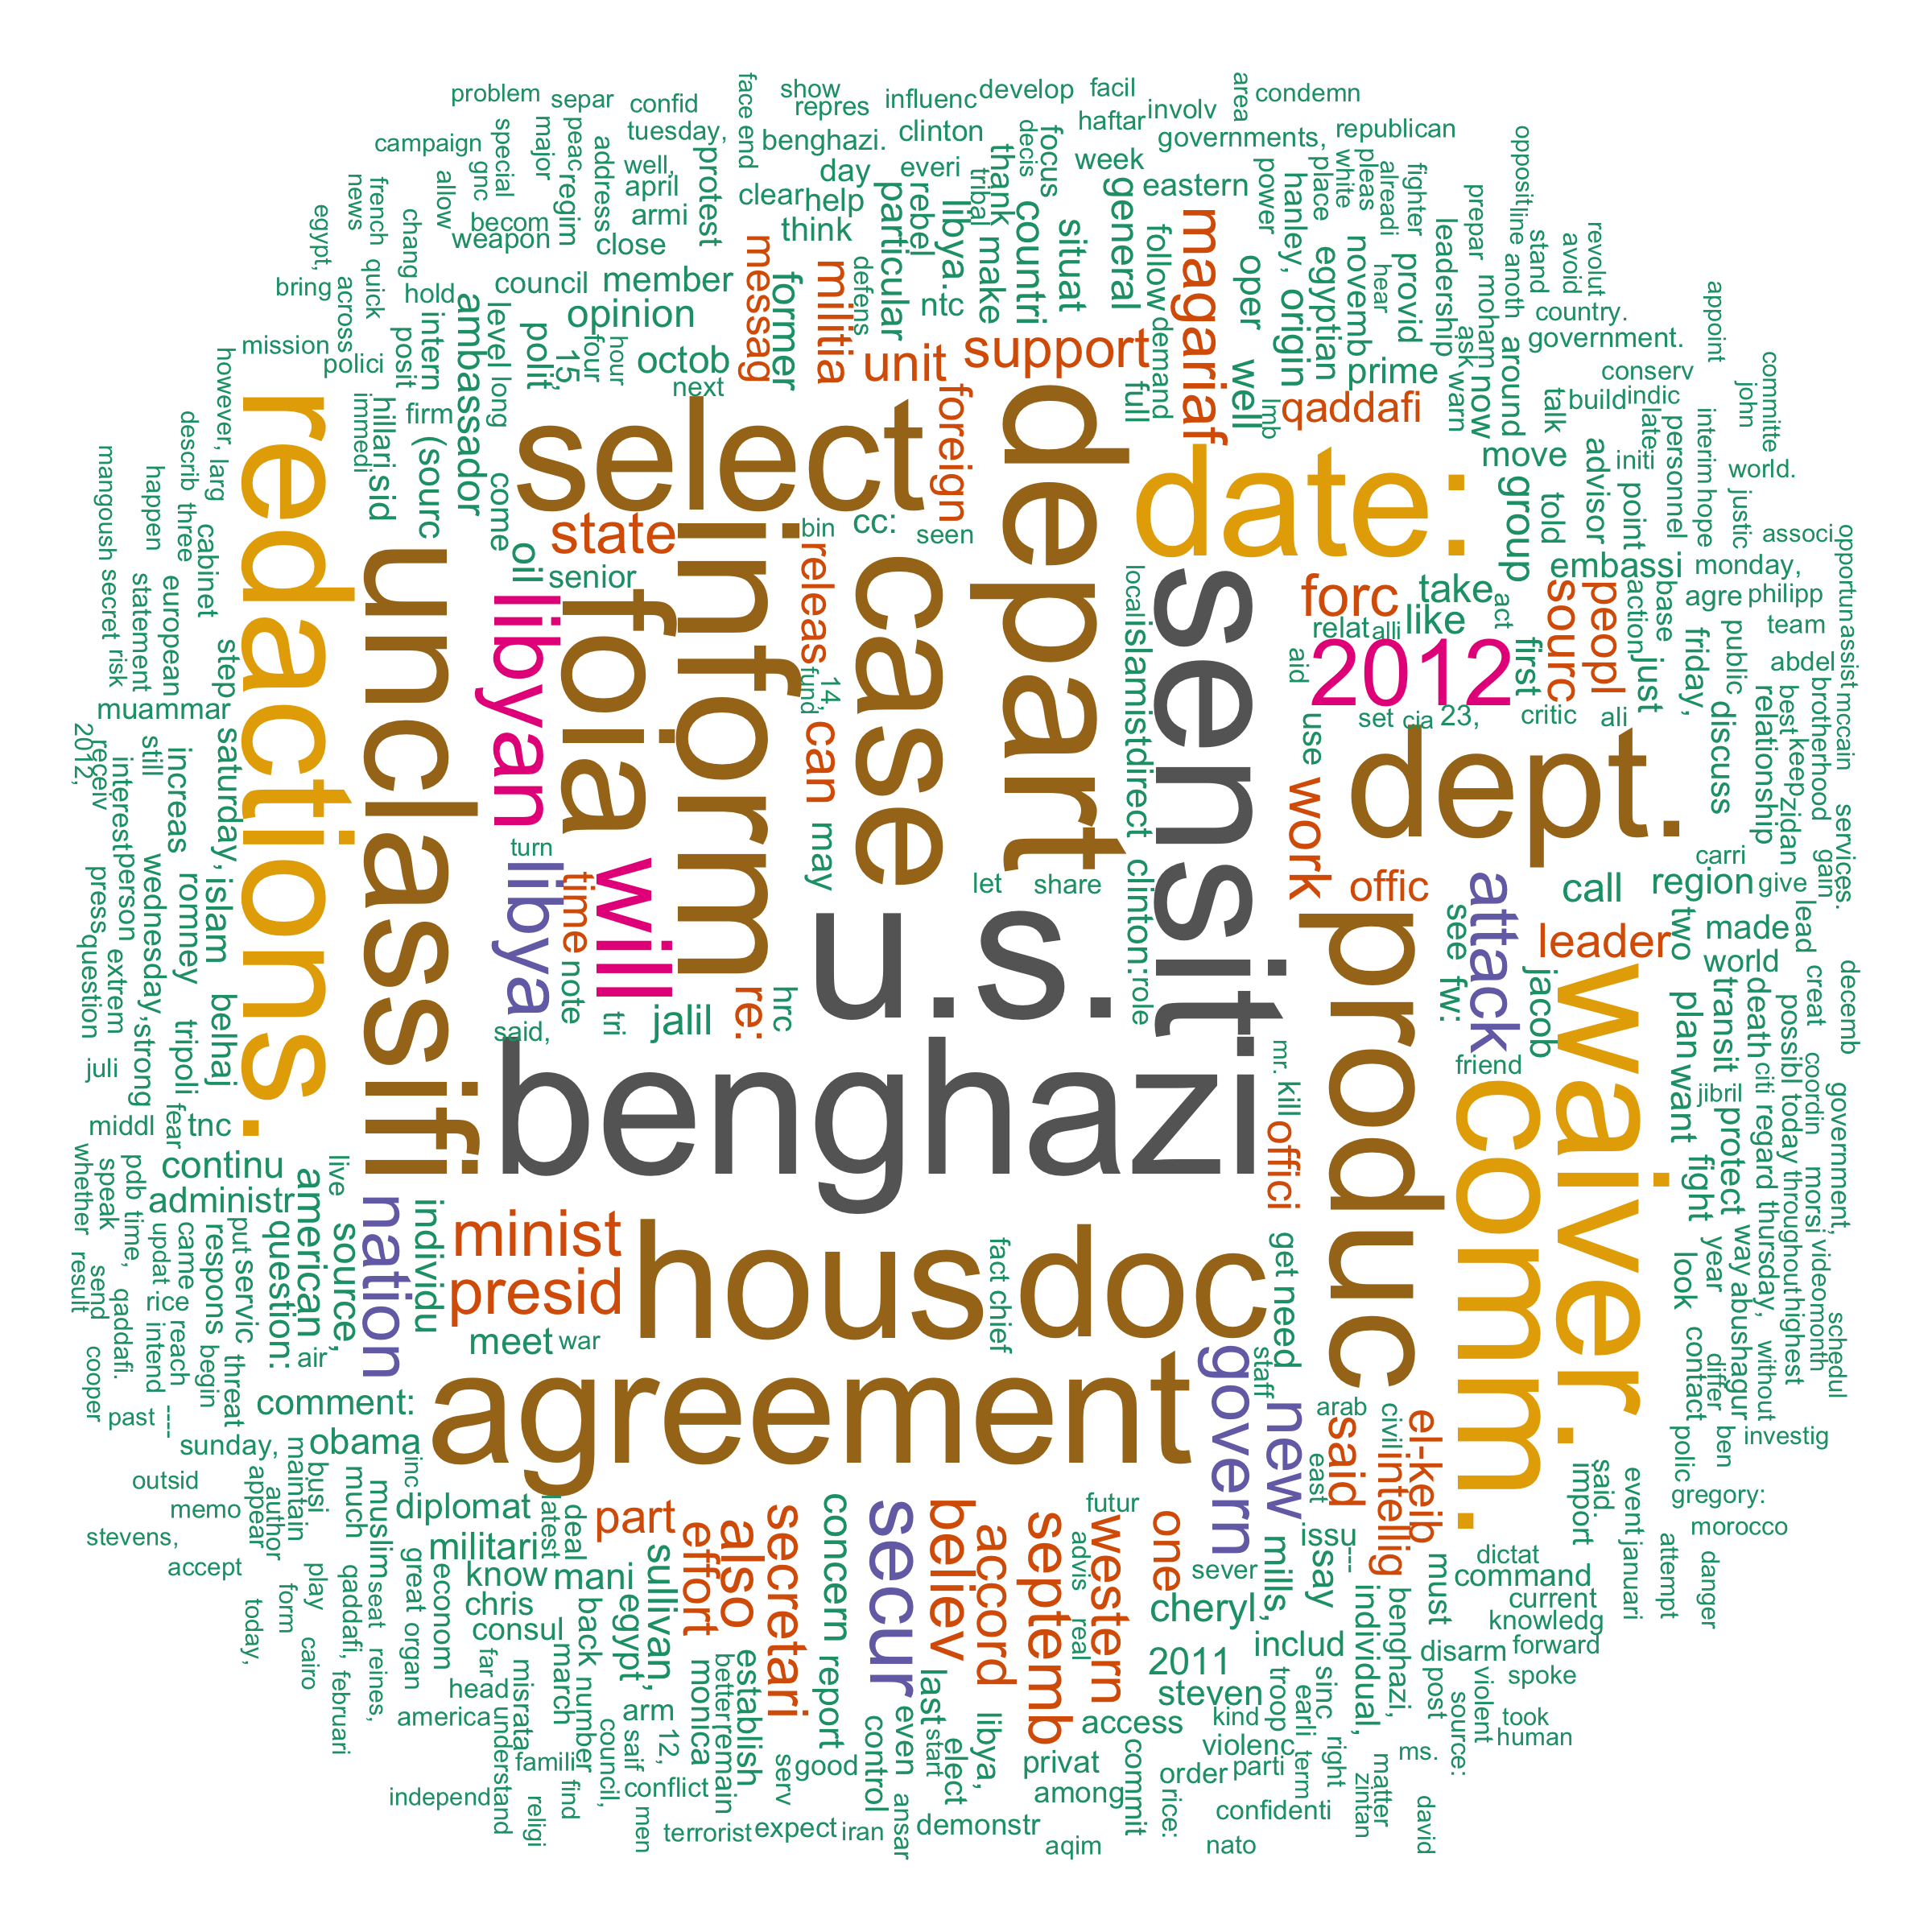 problem
separ
confid
face
end
show
repres
influenc
develop
facil
involv
area
condemn
campaign
special
major
peac
address
tuesday,
benghazi.
clinton
decis
focus
haftar
governments,
republican
news
french
gnc
allow
regim
well,
april
protest
day
everi
tribal
thank
week
eastern
power
place
white
pleas
alreadi
fighter
opposit
egypt,
chang
becom
weapon
armi
close
clear
help
think
particular
rebel
libya.
make
countri
situat
general
follow
magariaf
hanley,
origin
egyptian
novemb
provid
hear
leadership
prepar
moham
line
anoth
stand
avoid
revolut
country.
government.
bring
quick
across
hold
council
member
messag
former
militia
defens
ntc
oper
well
mission
polici
posit
intern
ambassador
level
long
polit,
15
four
hour
opinion
octob
next
unit
support
demand
full
lmb
prime
ask
warn
now
around
appoint
conserv
committe
john
however,
larg
immedi
hillari
sid
firm
(sourc
come
redactions.
select
foreign
depart
date:
qaddafi
move
group
talk
build
indic
latest
told
advisor
initi
point
personnel
interim
hope
world.
justic
associ
mangoush
describ
three
happen
cabinet
unclassifi
oil
state
senior
inform
bin
releas
cc:
seen
case
local
islamist
direct
sensit
forc
take
relat
alli
like
act
embassi
monday,
sourc
peopl
action
base
agre
philipp
team
opportun
assist
secret
risk
statement
european
step
libyan
foia
fund
14,
can
aid
2012
first
just
friday,
public
abdel
mccain
brotherhood
muammar
set
cia
23,
critic
ali
discuss
relationship
best
keep
zidan
2012,
receiv
still
interest
increas
saturday,
use
dept.
services.
press
person
wednesday,
romney
islam
turn
libya
time
will
may
let
share
clinton:
work
offic
attack
call
region
carri
give
gain
question
extrem
strong
tripoli
belhaj
said,
note
tri.
jalil
re:
hrc
u.s.
role
produc
see
fw:
leader
jacob
waiver.
two
made
world
lead
creat
decemb
juli
middl
fear
tnc
benghazi
mr.
kill
offici
friend
comm.
plan
want
transit
death
citi
possibl
today
coordin
jibril
whether
speak
pdb
time,
continu
administr
live
american
nation
individu
minist
presid
hous
fact
chief
doc
get
need
fight
protect
regard
thursday,
throughout
morsi
government,
result
send
updat
came
respons
put
servic
question:
source,
meet
war
look
year
way
abushagur
highest
video
month
schedul
cooper
qaddafi.
rice
intend
reach
begin
threat
air
agreement
govern
staff
new
arab
contact
differ
without
past
----
comment:
civil
intellig
said
el-keib
polic
ben
investig
sunday,
obama
inc
outsid
memo
appear
author
maintain
busi
much
muslim
diplomat
latest
deal
part
effort
also
secretari
concern
secur
believ
accord
septemb
futur
advis
western
one
sever
east
issu
---
say
mills,
dictat
command
import
said.
event
januari
gregory:
morocco
stevens,
accept
militari
know
mani
chris
consul
sullivan,
egypt
cheryl,
individual,
benghazi,
must
current
knowledg
attempt
danger
today,
form
play
cairo
qaddafi,
seat
great
organ
econom
march
back
number
real
2011
includ
disarm
forward
februari
reines,
far
head
misrata
understand
america
arm
12,
monica
better
remain
establish
report
last
even
start
libya,
steven
access
kind
troop
earli
sinc
post
source:
violent
spoke
took
human
independ
famili
religi
find
council,
saif
conflict
men
serv
good
control
elect
privat
among
commit
violenc
order
parti
term
right
matter
zintan
ms.
terrorist
expect
iran
ansar
demonstr
aqim
rice:
confidenti
nato
david